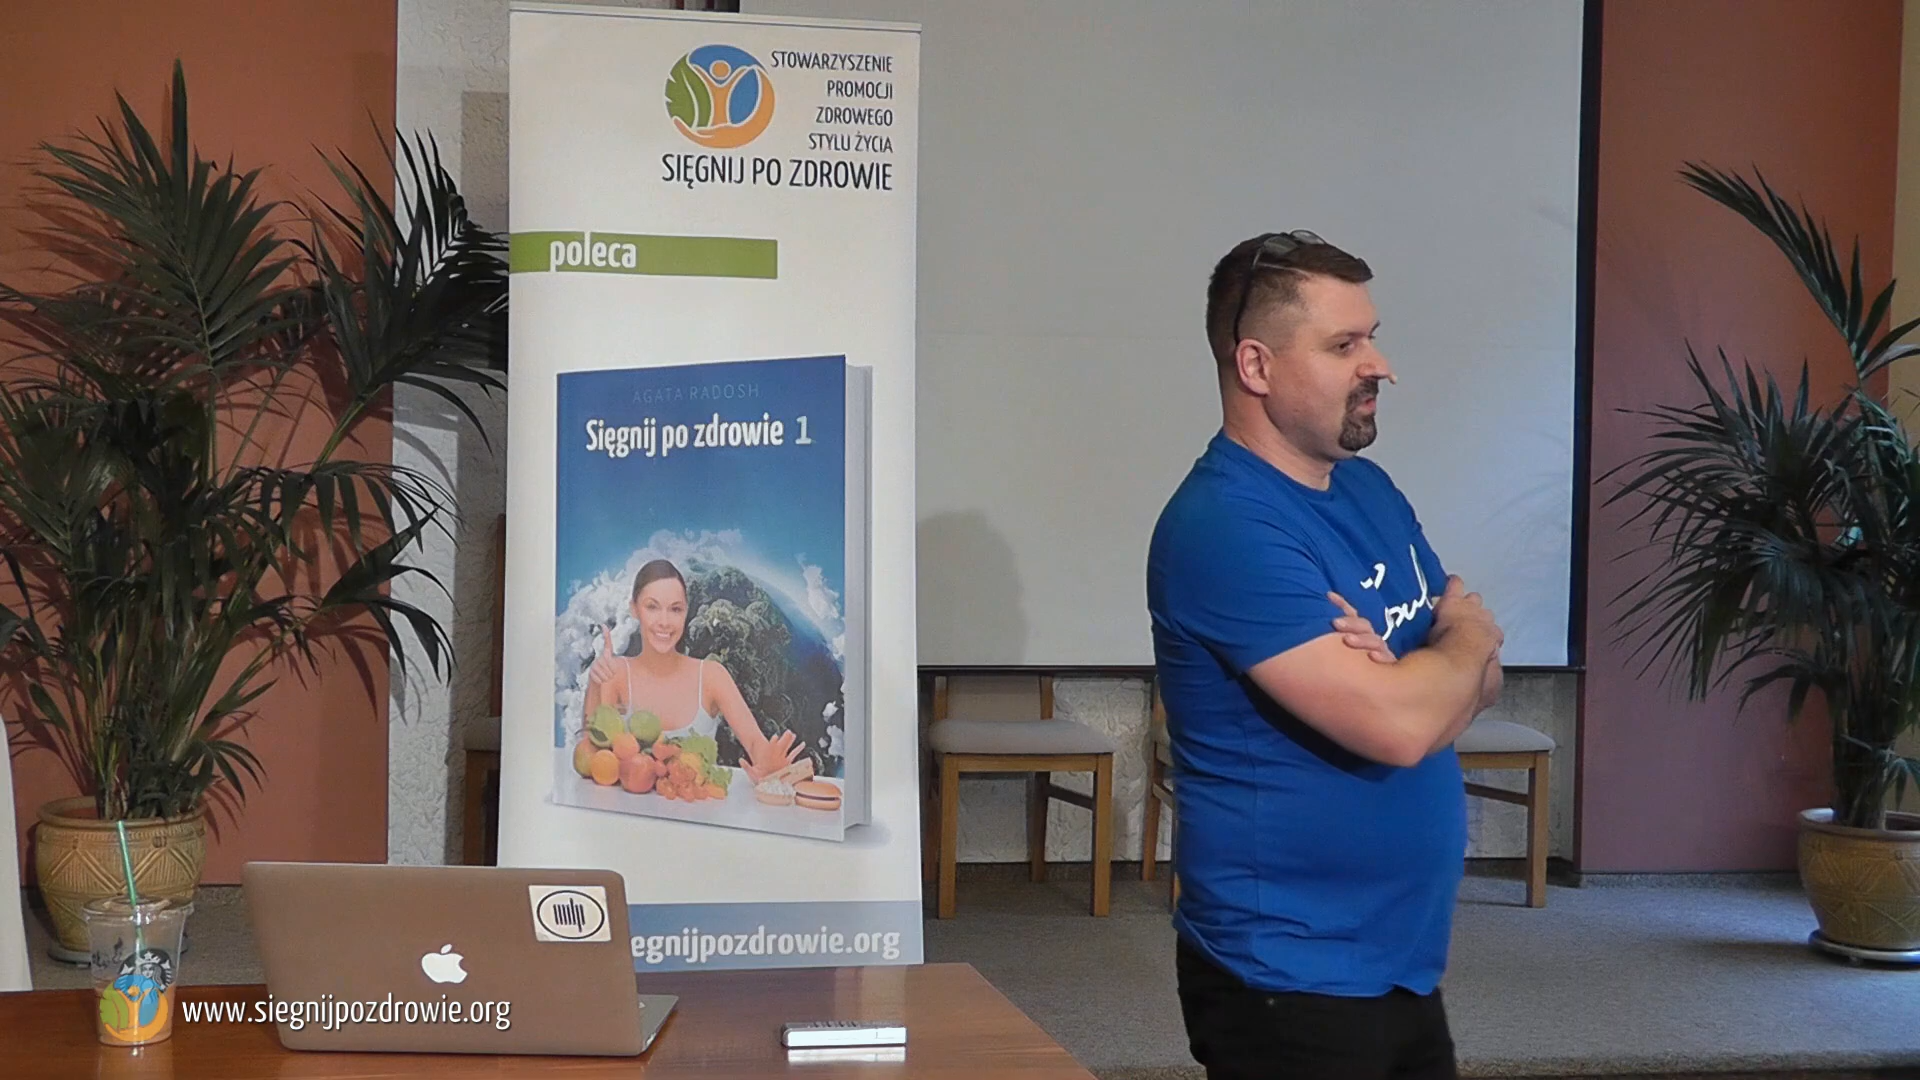 STOWARZYSZENIE
PROMOCJI
ZDROWEGO
STYLU ŻYCIA
SIĘGNIJ PO ZDROWIE
poleca
AGATA RADOSH
Sięgnij po zdrowie 1
egnijpozdrowie.org
www.siegnijpozdrowie.org